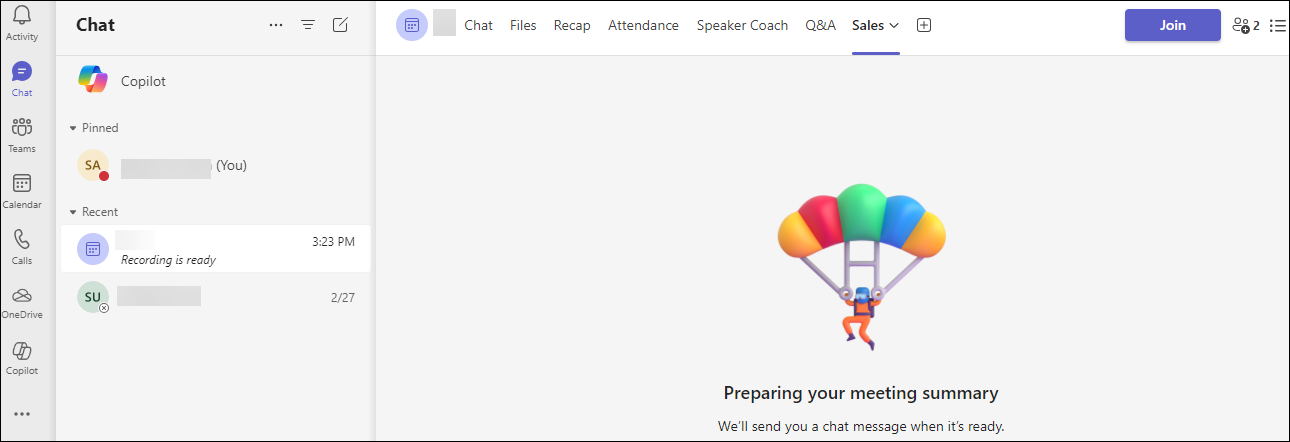 Activity
Chat
Teams
Calendar
Calls
OneDrive
Copilot
Chat
Copilot
Pinned
SA (You)
Recent
3:23 PM
Recording is ready
SU 2/27
Chat Files Recap Attendance Speaker Coach Q&A Sales Join 2
Preparing your meeting summary
We'll send you a chat message when it's ready.